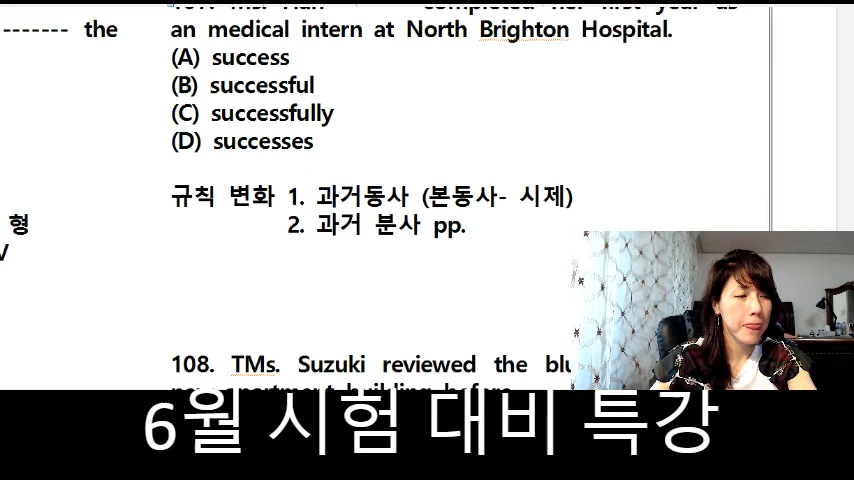 ------- the
an medical intern at North Brighton Hospital.
(A) success
(B) successful
(C) successfully
(D) successes
규칙 변화 1. 과거동사 (본동사- 시제)
2. 과거 분사 pp.
형
108. TMs. Suzuki reviewed the blu
6월 시험 대비 특강